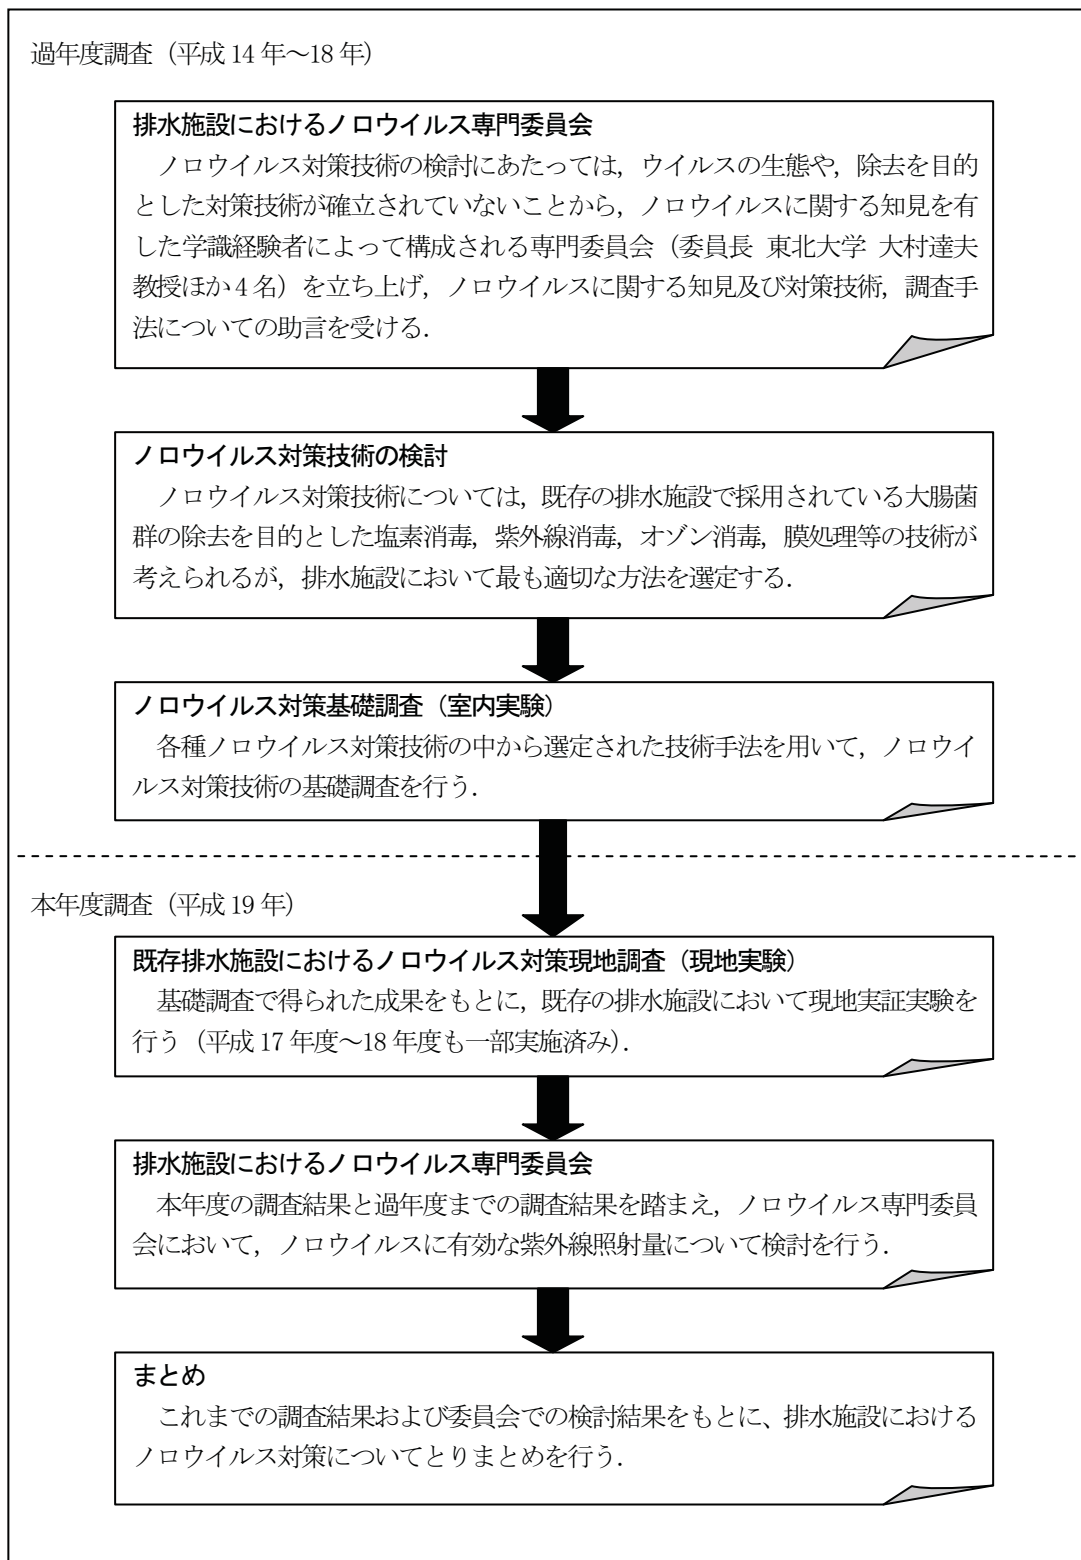 過年度調査（平成 14 年～18 年）
排水施設におけるノロウイルス専門委員会
ノロウイルス対策技術の検討にあたっては，ウイルスの生態や，除去を目的
とした対策技術が確立されていないことから，ノロウイルスに関する知見を有
した学識経験者によって構成される専門委員会（委員長 東北大学 大村達夫
教授ほか 4 名）を立ち上げ，ノロウイルスに関する知見及び対策技術，調査手
法についての助言を受ける．
ノロウイルス対策技術の検討
ノロウイルス対策技術については，既存の排水施設で採用されている大腸菌
群の除去を目的とした塩素消毒，紫外線消毒，オゾン消毒，膜処理等の技術が
考えられるが，排水施設において最も適切な方法を選定する．
ノロウイルス対策基礎調査（室内実験）
各種ノロウイルス対策技術の中から選定された技術手法を用いて，ノロウイ
ルス対策技術の基礎調査を行う．
本年度調査（平成 19 年）
既存排水施設におけるノロウイルス対策現地調査（現地実験）
基礎調査で得られた成果をもとに，既存の排水施設において現地実証実験を
行う（平成 17 年度～18 年度も一部実施済み）．
排水施設におけるノロウイルス専門委員会
本年度の調査結果と過年度までの調査結果を踏まえ，ノロウイルス専門委員
会において，ノロウイルスに有効な紫外線照射量について検討を行う．
まとめ
これまでの調査結果および委員会での検討結果をもとに、排水施設における
ノロウイルス対策についてとりまとめを行う．